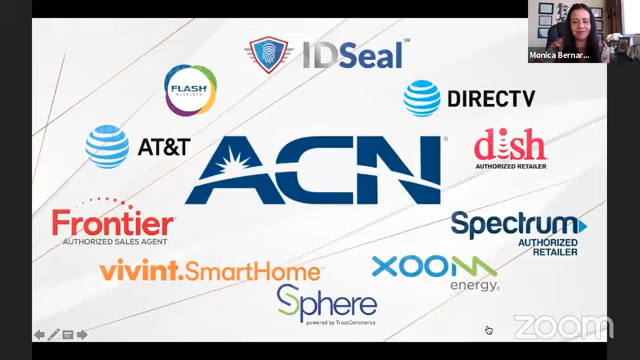 IDSeal SM
Monica Bernar...
FLASH
WIRELESS
DIRECTV
AT&T
ACN
dish
AUTHORIZED RETAILER
Frontier
AUTHORIZED SALES AGENT
Spectrum
AUTHORIZED
RETAILER
vivint.SmartHome
XOOM
energy
Sphere
powered by TrustCommerce
zoom